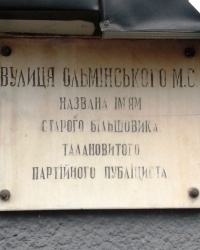 ВУЛИЦЯ ОЛЬМІНСЬКОГО М.С.
НАЗВАНА ІМ'ЯМ
СТАРОГО БІЛЬШОВИКА
ТАЛАНОВИТОГО
ПАРТІЙНОГО ПУБЛІЦИСТА